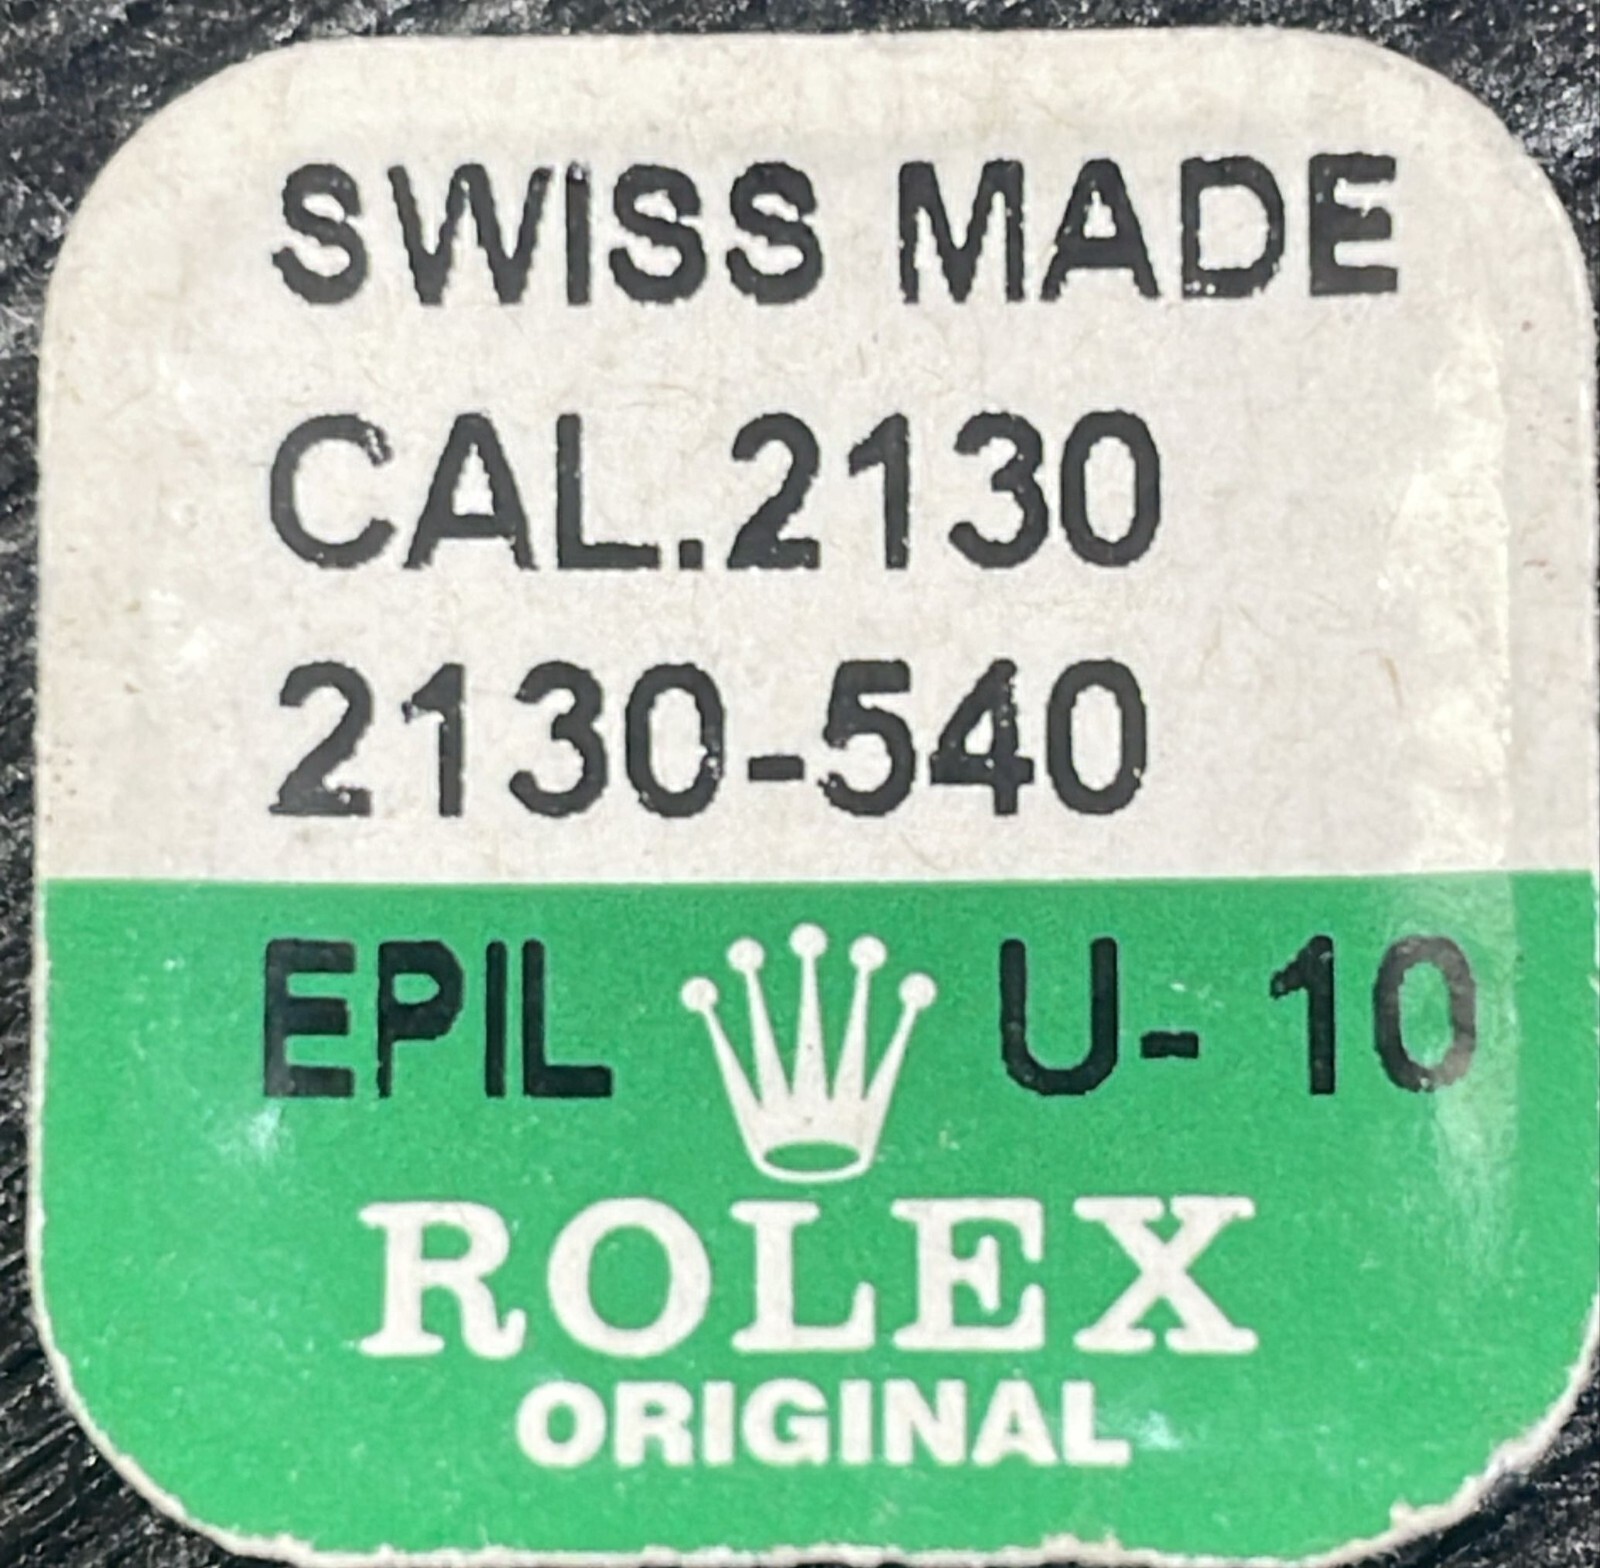 SWISS MADE
CAL.2130
2130-540
EPIL U- 10
ROLEX
ORIGINAL